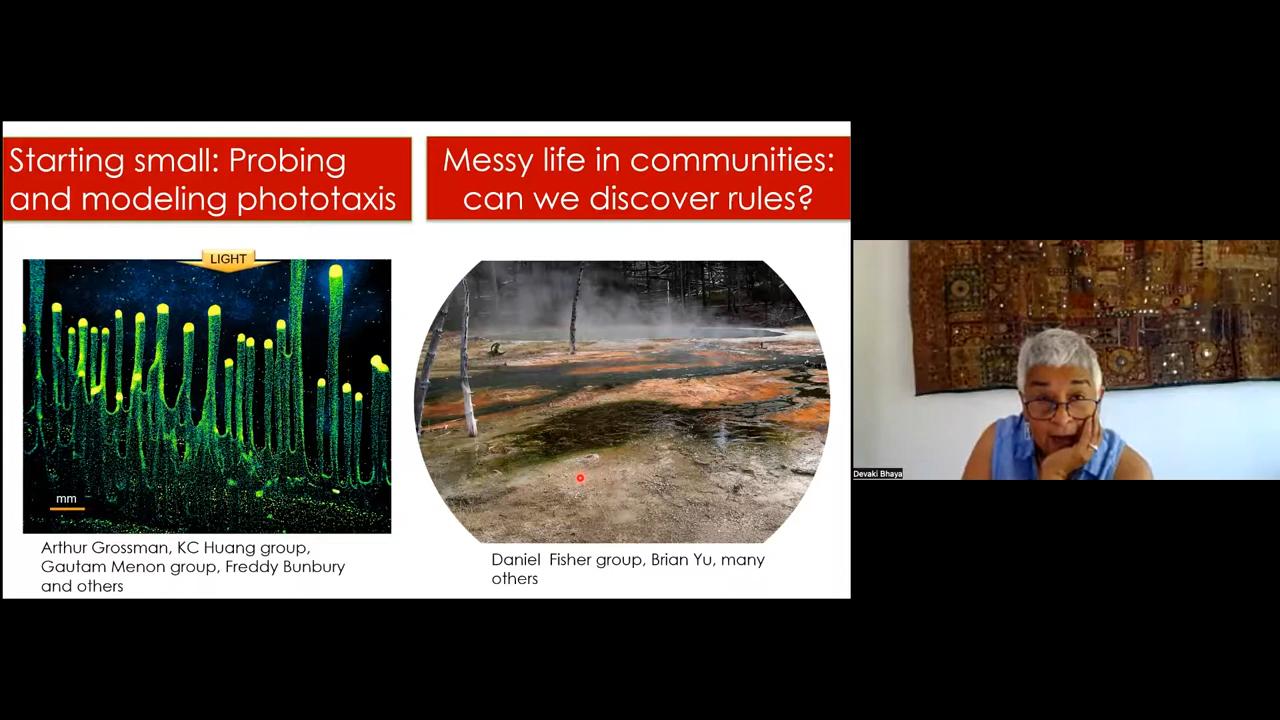 Starting small: Probing
and modeling phototaxis
Messy life in communities:
can we discover rules?
LIGHT
mm
Arthur Grossman, KC Huang group,
Gautam Menon group, Freddy Bunbury
and others
Daniel Fisher group, Brian Yu, many
others
Devaki Bhaya